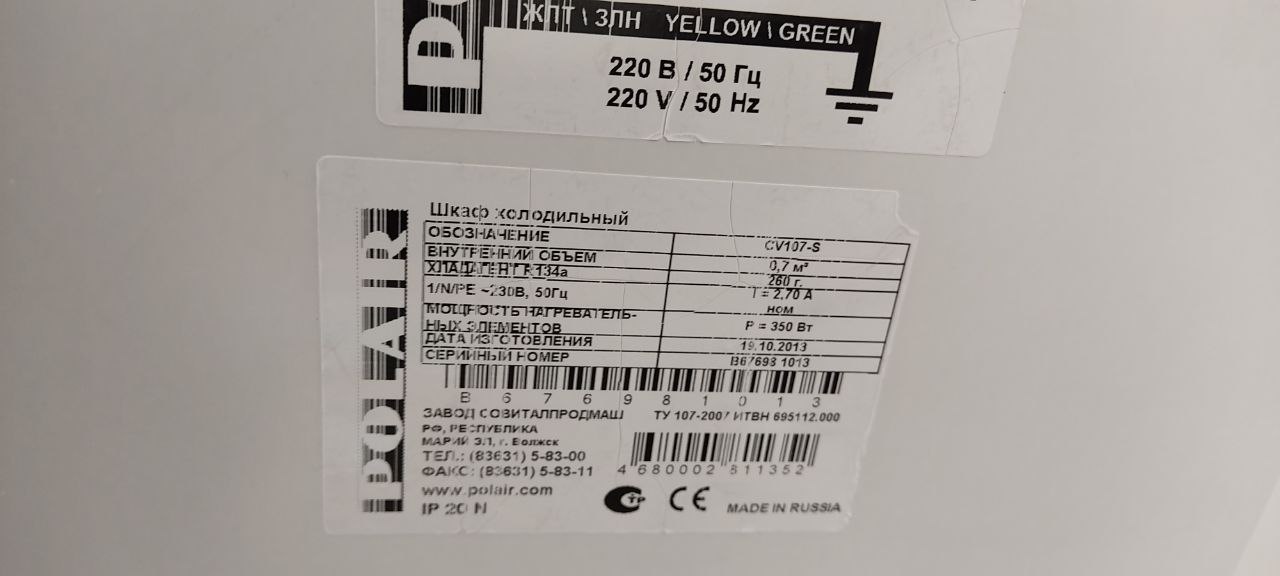 ЖЛТ \ ЗЛН YELLOW \ GREEN
220 В / 50 Гц
220 V / 50 Hz
POLAIR
Шкаф холодильный
ОБОЗНАЧЕНИЕ CV107-S
ВНУТРЕННИЙ ОБЪЕМ 0,7 м³
ХЛАДАГЕНТ R134a 260 г.
1/N/PE ~230В, 50Гц I = 2,70 А
ном
МОЩНОСТЬ НАГРЕВАТЕЛЬ-
НЫХ ЭЛЕМЕНТОВ P = 350 Вт
ДАТА ИЗГОТОВЛЕНИЯ 19.10.2013
СЕРИЙНЫЙ НОМЕР B67698 1013
B 6 7 6 9 8 1 0 1 3
ЗАВОД СОВИТАЛПРОДМАШ ТУ 107-2007 ИТВН 695112.000
РФ, РЕСПУБЛИКА
МАРИЙ ЭЛ, г. Волжск
ТЕЛ.: (83631) 5-83-00
ФАКС: (83631) 5-83-11
4 680002 811352
www.polair.com
IP 20 N
CE MADE IN RUSSIA